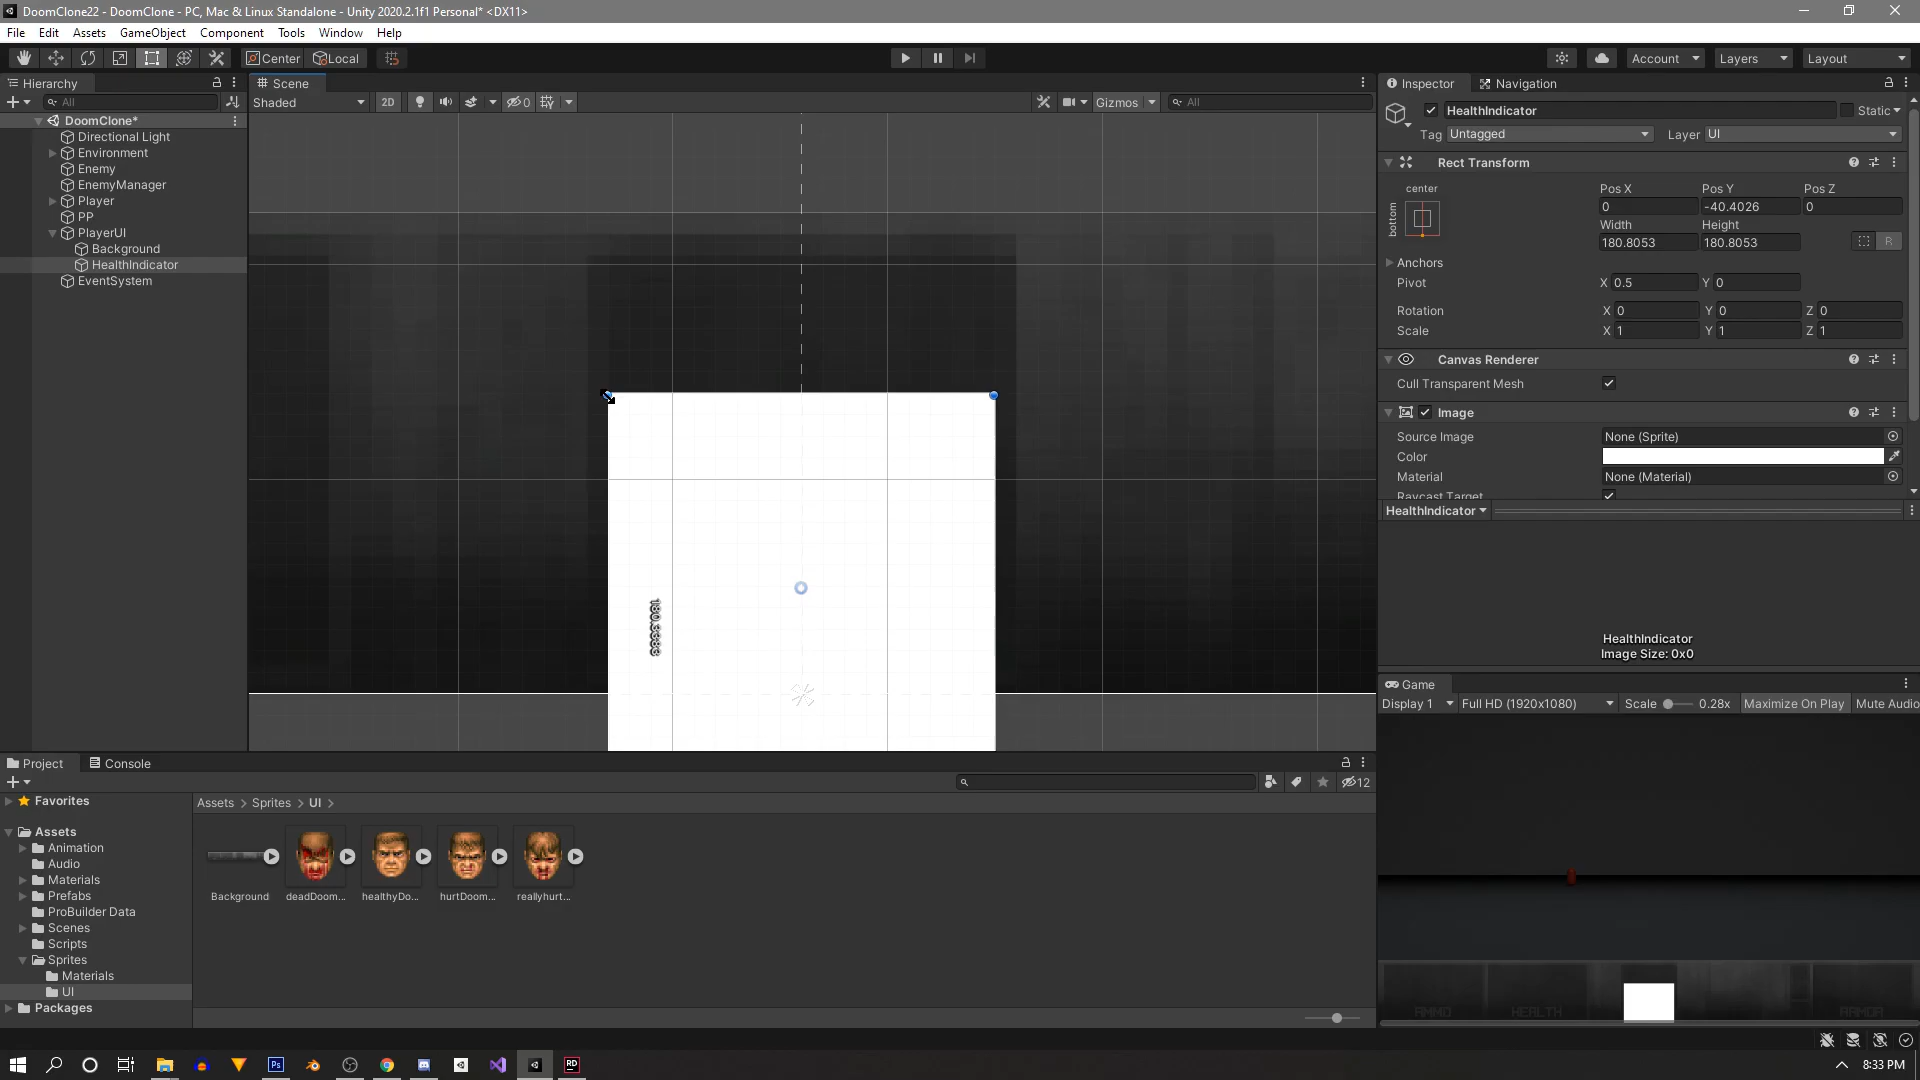 DoomClone22 - DoomClone - PC, Mac & Linux Standalone - Unity 2020.2.1f1 Personal* <DX11>
File Edit Assets GameObject Component Tools Window Help
Center Local Account Layers Layout
Hierarchy
All
DoomClone*
Directional Light
Environment
Enemy
EnemyManager
Player
PP
PlayerUI
Background
HealthIndicator
EventSystem
Scene
Shaded 2D 0 Gizmos All
Inspector Navigation
HealthIndicator Static
Tag Untagged Layer UI
Rect Transform
center
bottom
Pos X Pos Y Pos Z
0 -40.4026 0
Width Height
180.8053 180.8053 R
Anchors
Pivot X 0.5 Y 0
Rotation X 0 Y 0 Z 0
Scale X 1 Y 1 Z 1
Canvas Renderer
Cull Transparent Mesh
Image
Source Image None (Sprite)
Color
Material None (Material)
Raycast Target
HealthIndicator
HealthIndicator
Image Size: 0x0
Game
Display 1 Full HD (1920x1080) Scale 0.28x Maximize On Play Mute Audio
AMMO HEALTH ARMOR
Project Console
12
Favorites
Assets
Animation
Audio
Materials
Prefabs
ProBuilder Data
Scenes
Scripts
Sprites
Materials
UI
Packages
Assets > Sprites > UI >
Background deadDoom... healthyDo... hurtDoom... reallyhurt...
Ps RD 8:33 PM